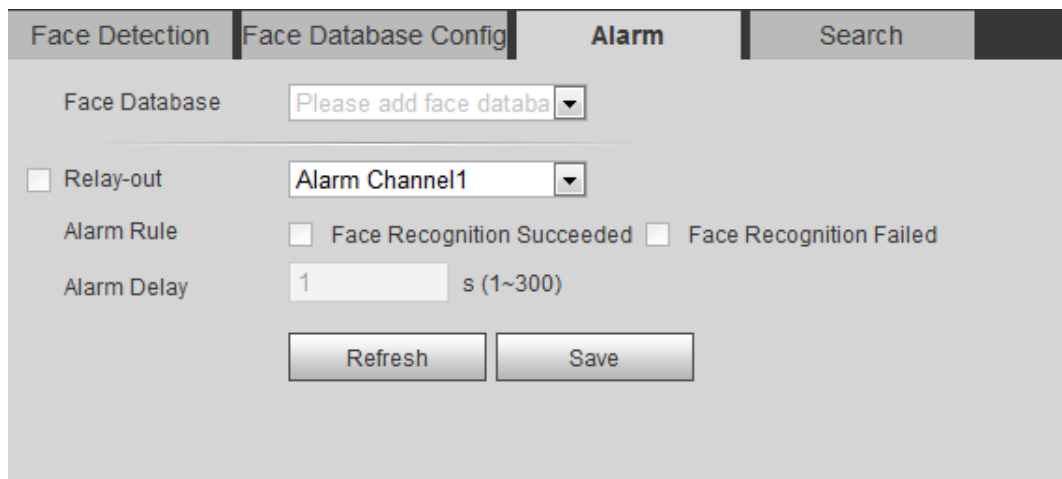 Face Detection Face Database Config Alarm Search
Face Database Please add face databa
Relay-out Alarm Channel1
Alarm Rule Face Recognition Succeeded Face Recognition Failed
Alarm Delay 1 s (1~300)
Refresh Save